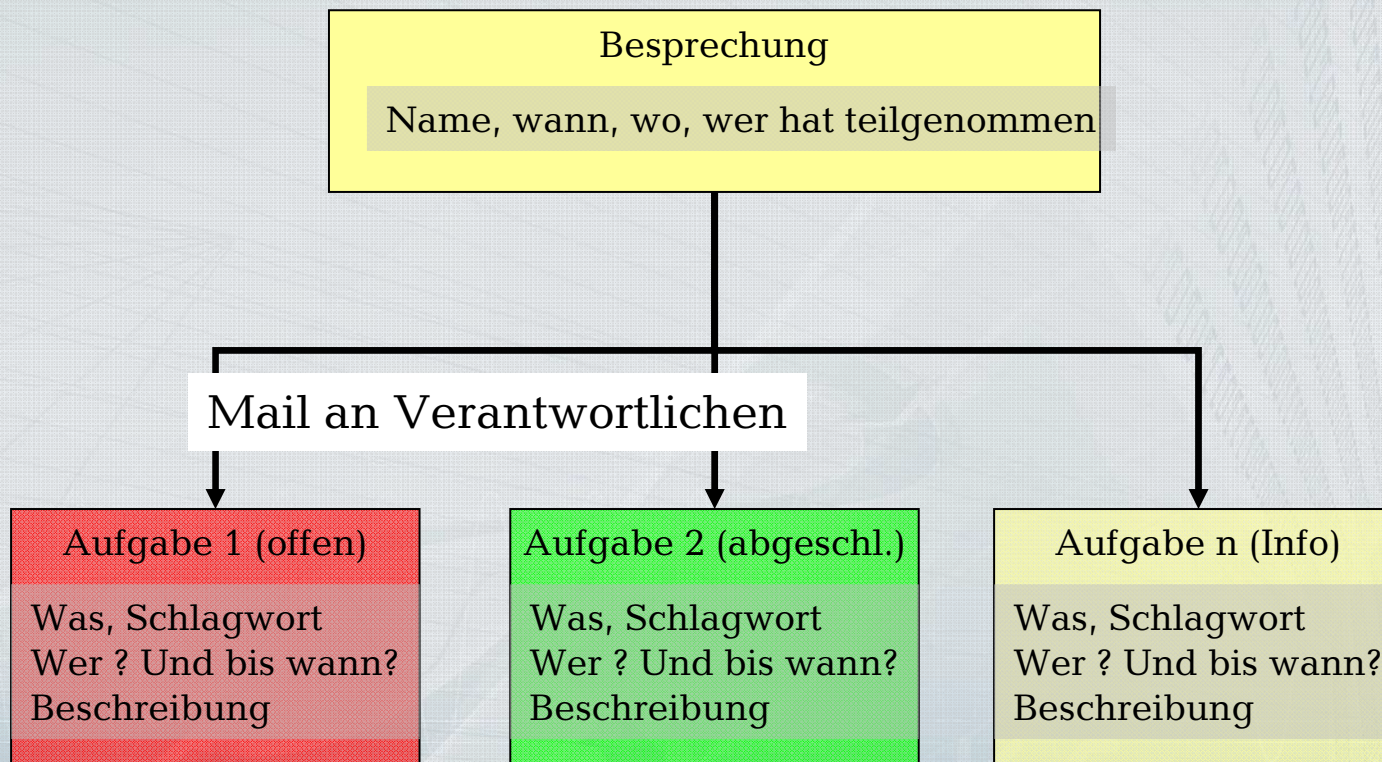 Besprechung
Name, wann, wo, wer hat teilgenommen
Mail an Verantwortlichen
Aufgabe 1 (offen)
Was, Schlagwort
Wer ? Und bis wann?
Beschreibung
Aufgabe 2 (abgeschl.)
Was, Schlagwort
Wer ? Und bis wann?
Beschreibung
Aufgabe n (Info)
Was, Schlagwort
Wer ? Und bis wann?
Beschreibung